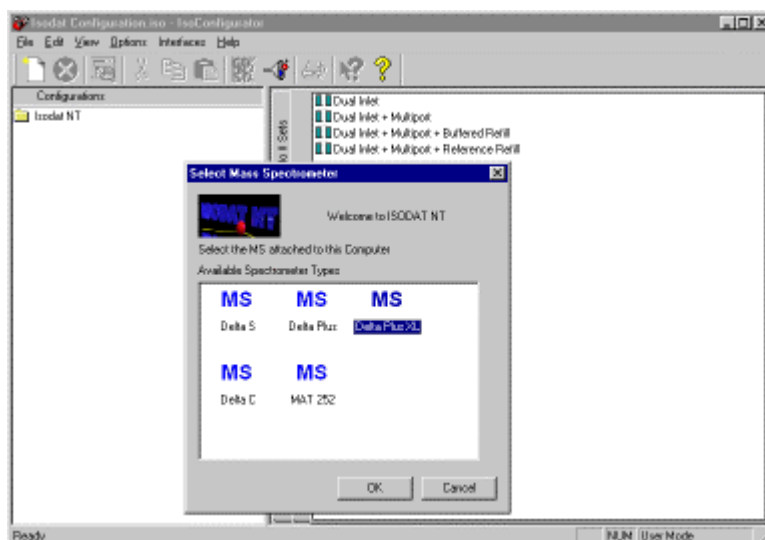 Isodat Configuration.iso - IsoConfigurator
File Edit View Options Interfaces Help
Configurations
Isodat NT
Dual Inlet
Dual Inlet + Multiport
Dual Inlet + Multiport + Buffered Refill
Dual Inlet + Multiport + Reference Refill
Select Mass Spectrometer
ISODAT NT
Welcome to ISODAT NT
Select the MS attached to this Computer
Available Spectrometer Types
MS MS MS
Delta S Delta Plus Delta Plus XL
MS MS
Delta C MAT 252
OK Cancel
Ready NUM User Mode